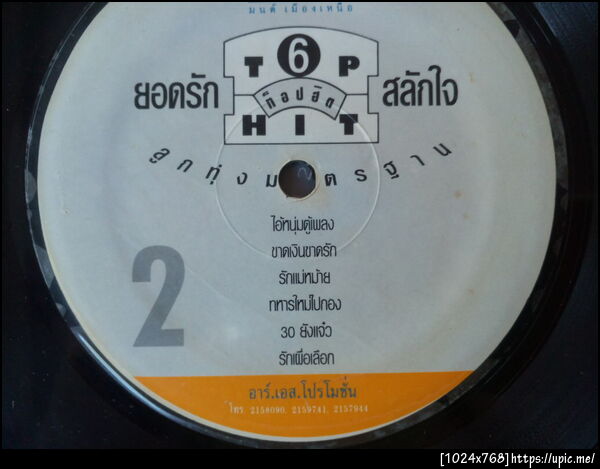 มนต์ เมืองเหนือ
6
TOP
ยอดรัก สลักใจ
ท็อปฮิต
HIT
ลูกทุ่งมาตรฐาน
ไอ้หนุ่มตู้เพลง
ขาดเงินขาดรัก
รักแม่หม้าย
ทหารใหม่ไปกอง
2
30 ยังแจ๋ว
รักเผื่อเลือก
อาร์.เอส.โปรโมชั่น
โทร. 2158090, 2159741, 2157944
[1024x768]https://upic.me/